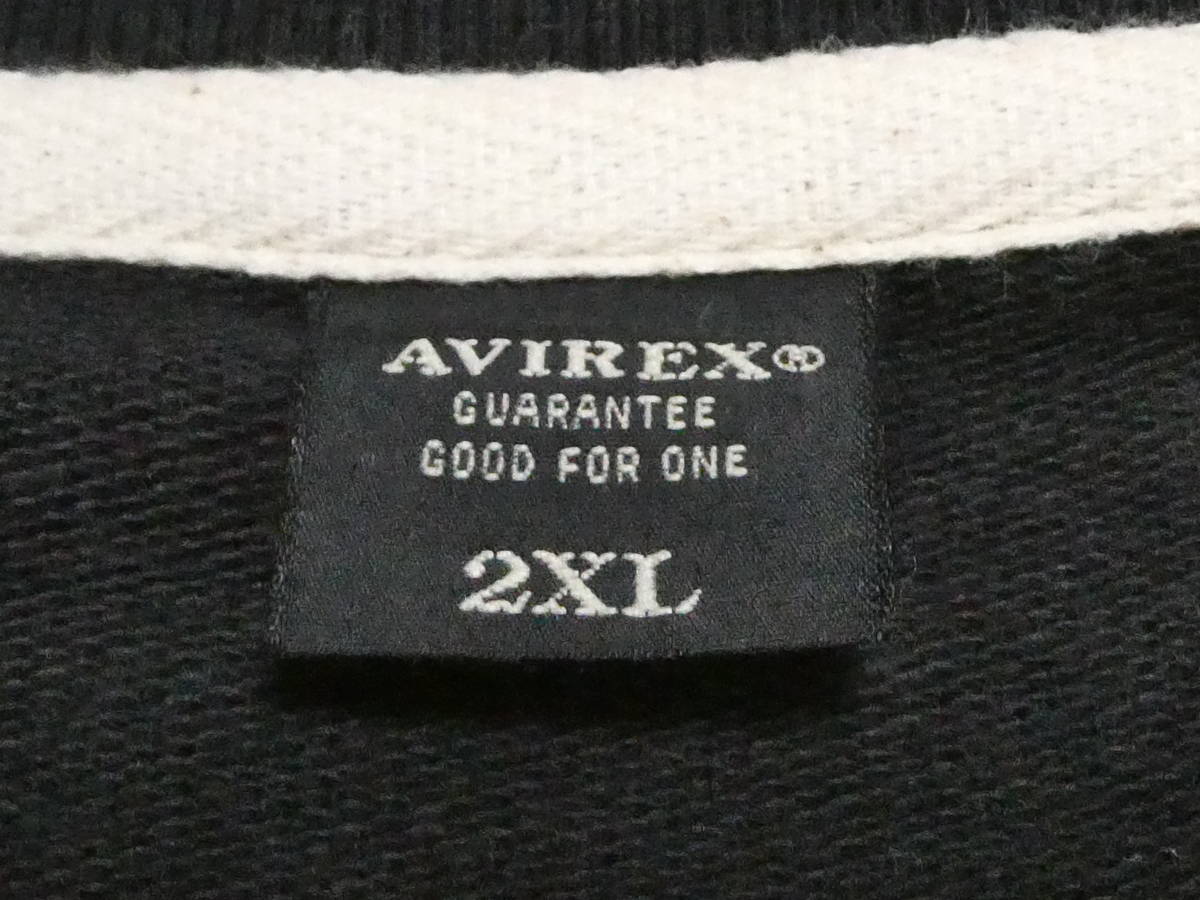 AVIREX®
GUARANTEE
GOOD FOR ONE
2XL